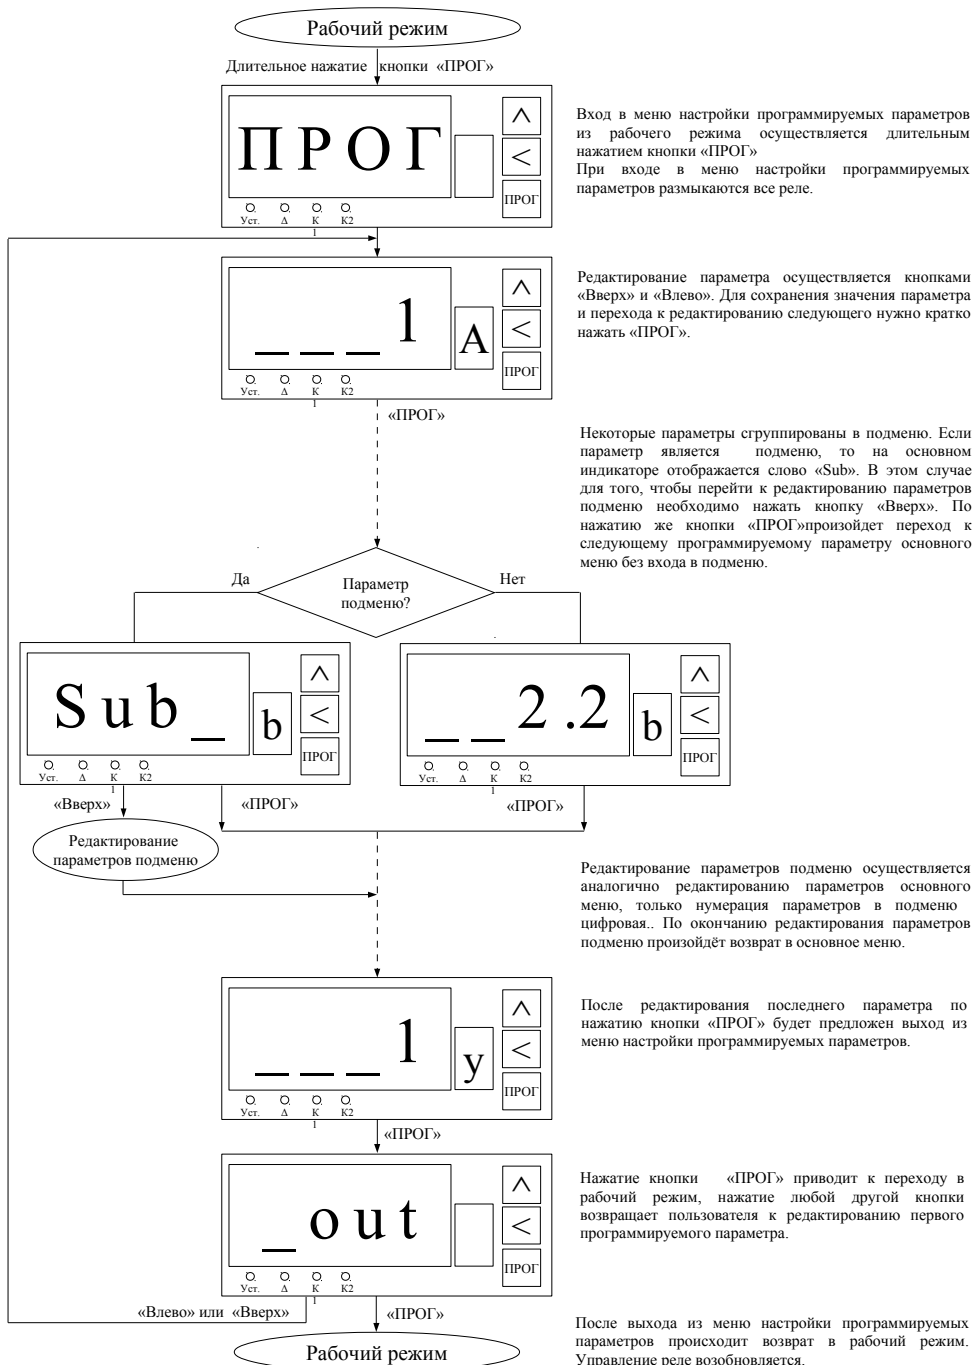 Рабочий режим
Длительное нажатие кнопки «ПРОГ»
П Р О Г
ПРОГ
Уст. Δ К1 К2
Вход в меню настройки программируемых параметров
из рабочего режима осуществляется длительным
нажатием кнопки «ПРОГ»
При входе в меню настройки программируемых
параметров размыкаются все реле.
_ _ _ 1
A
<
ПРОГ
Уст. Δ К1 К2
Редактирование параметра осуществляется кнопками
«Вверх» и «Влево». Для сохранения значения параметра
и перехода к редактированию следующего нужно кратко
нажать «ПРОГ».
«ПРОГ»
Некоторые параметры сгруппированы в подменю. Если
параметр является подменю, то на основном
индикаторе отображается слово «Sub». В этом случае
для того, чтобы перейти к редактированию параметров
подменю необходимо нажать кнопку «Вверх». По
нажатию же кнопки «ПРОГ»произойдет переход к
следующему программируемому параметру основного
меню без входа в подменю.
Да
Параметр
подменю?
Нет
S u b _
b
ПРОГ
Уст. Δ К1 К2
_ _ 2 .2
b
ПРОГ
Уст. Δ К1 К2
«Вверх»
«ПРОГ»
«ПРОГ»
Редактирование
параметров подменю
Редактирование параметров подменю осуществляется
аналогично редактированию параметров основного
меню, только нумерация параметров в подменю
цифровая.. По окончанию редактирования параметров
подменю произойдёт возврат в основное меню.
_ _ _ 1
y
ПРОГ
Уст. Δ К1 К2
После редактирования последнего параметра по
нажатию кнопки «ПРОГ» будет предложен выход из
меню настройки программируемых параметров.
«ПРОГ»
_ o u t
ПРОГ
Уст. Δ К1 К2
Нажатие кнопки «ПРОГ» приводит к переходу в
рабочий режим, нажатие любой другой кнопки
возвращает пользователя к редактированию первого
программируемого параметра.
«Влево» или «Вверх»
«ПРОГ»
Рабочий режим
После выхода из меню настройки программируемых
параметров происходит возврат в рабочий режим.
Управление реле возобновляется.